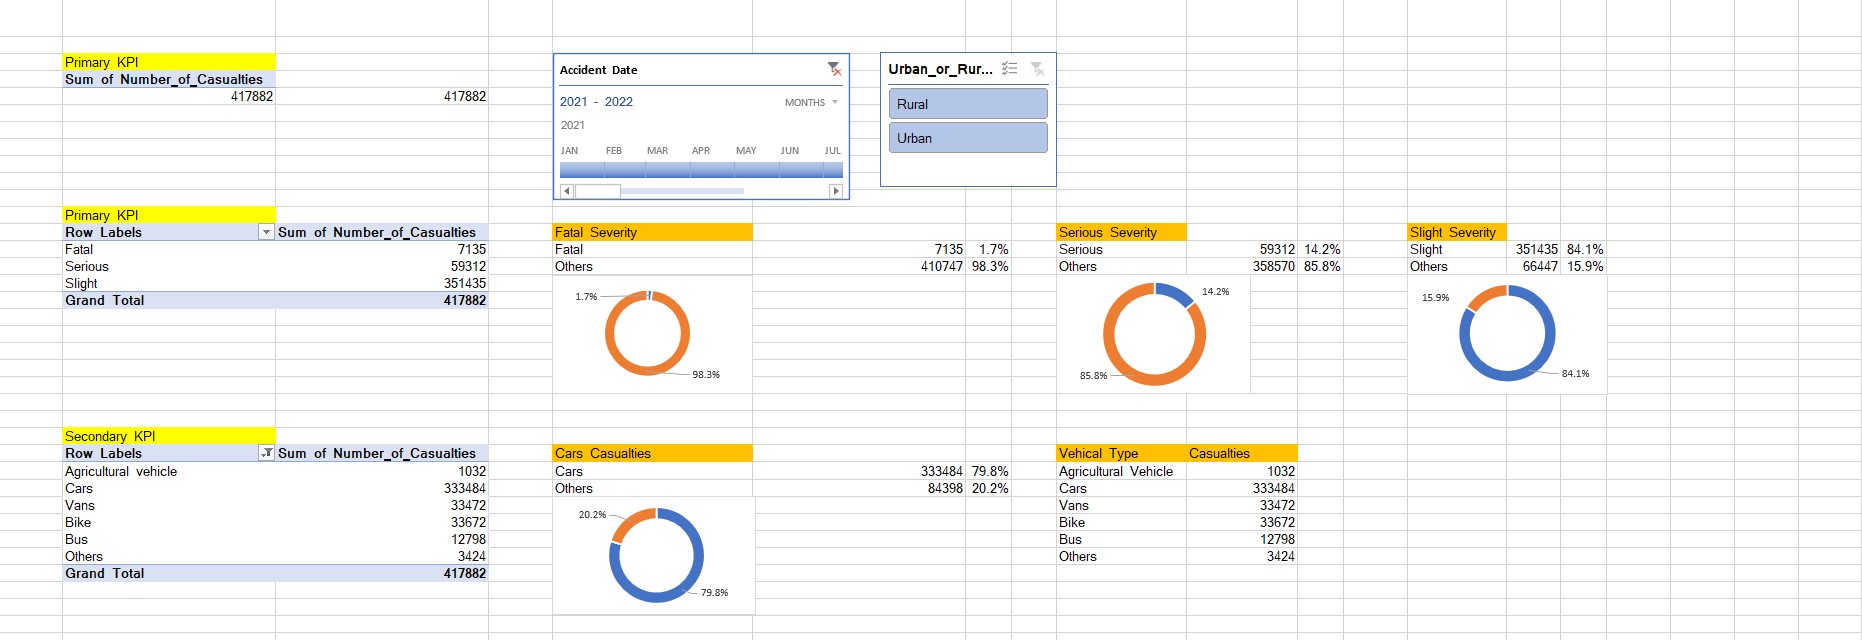 Primary KPI
Sum of Number_of_Casualties
417882 417882
Accident Date
2021 - 2022 MONTHS
2021
JAN FEB MAR APR MAY JUN JUL
Urban_or_Rur...
Rural
Urban
Primary KPI
Row Labels Sum of Number_of_Casualties
Fatal 7135
Serious 59312
Slight 351435
Grand Total 417882
Fatal Severity
Fatal 7135 1.7%
Others 410747 98.3%
1.7%
98.3%
Serious Severity
Serious 59312 14.2%
Others 358570 85.8%
14.2%
85.8%
Slight Severity
Slight 351435 84.1%
Others 66447 15.9%
15.9%
84.1%
Secondary KPI
Row Labels Sum of Number_of_Casualties
Agricultural vehicle 1032
Cars 333484
Vans 33472
Bike 33672
Bus 12798
Others 3424
Grand Total 417882
Cars Casualties
Cars 333484 79.8%
Others 84398 20.2%
20.2%
79.8%
Vehical Type Casualties
Agricultural Vehicle 1032
Cars 333484
Vans 33472
Bike 33672
Bus 12798
Others 3424